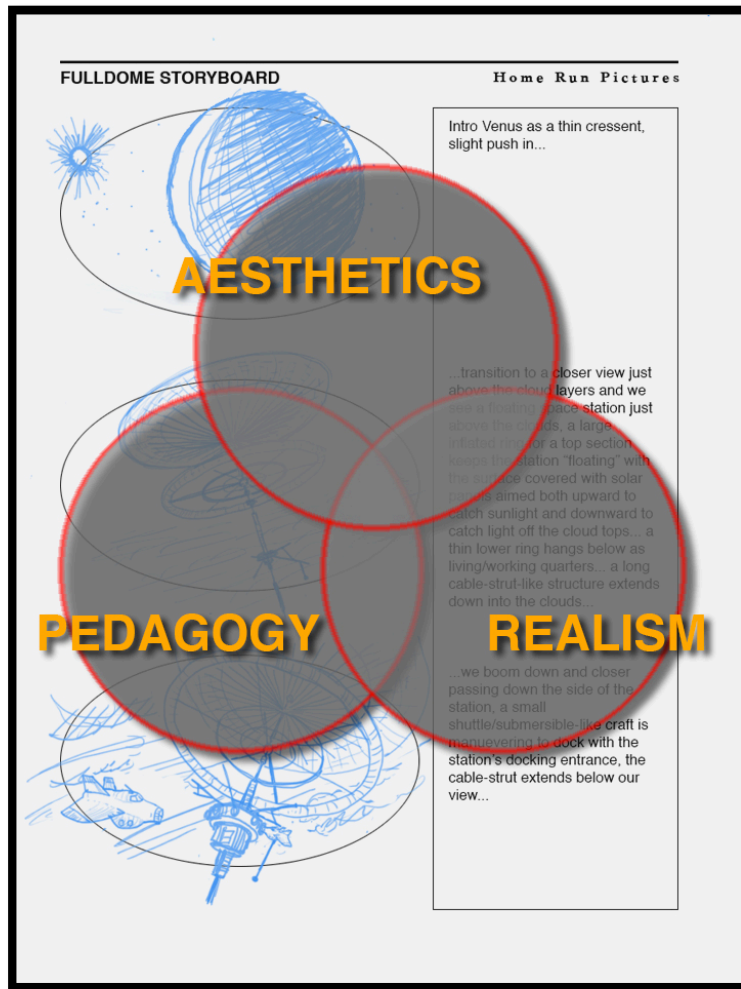 FULLDOME STORYBOARD
Home Run Pictures
Intro Venus as a thin cressent,
slight push in...
AESTHETICS
...transition to a closer view just
above the cloud layers and we
see a floating space station just
above the clouds, a large
inflated ring for a top section
keeps the station "floating" with
the surface covered with solar
panels aimed both upward to
catch sunlight and downward to
catch light off the cloud tops... a
thin lower ring hangs below as
living/working quarters... a long
cable-strut-like structure extends
down into the clouds...
PEDAGOGY
REALISM
...we boom down and closer
passing down the side of the
station, a small
shuttle/submersible-like craft is
manuevering to dock with the
station's docking entrance, the
cable-strut extends below our
view...